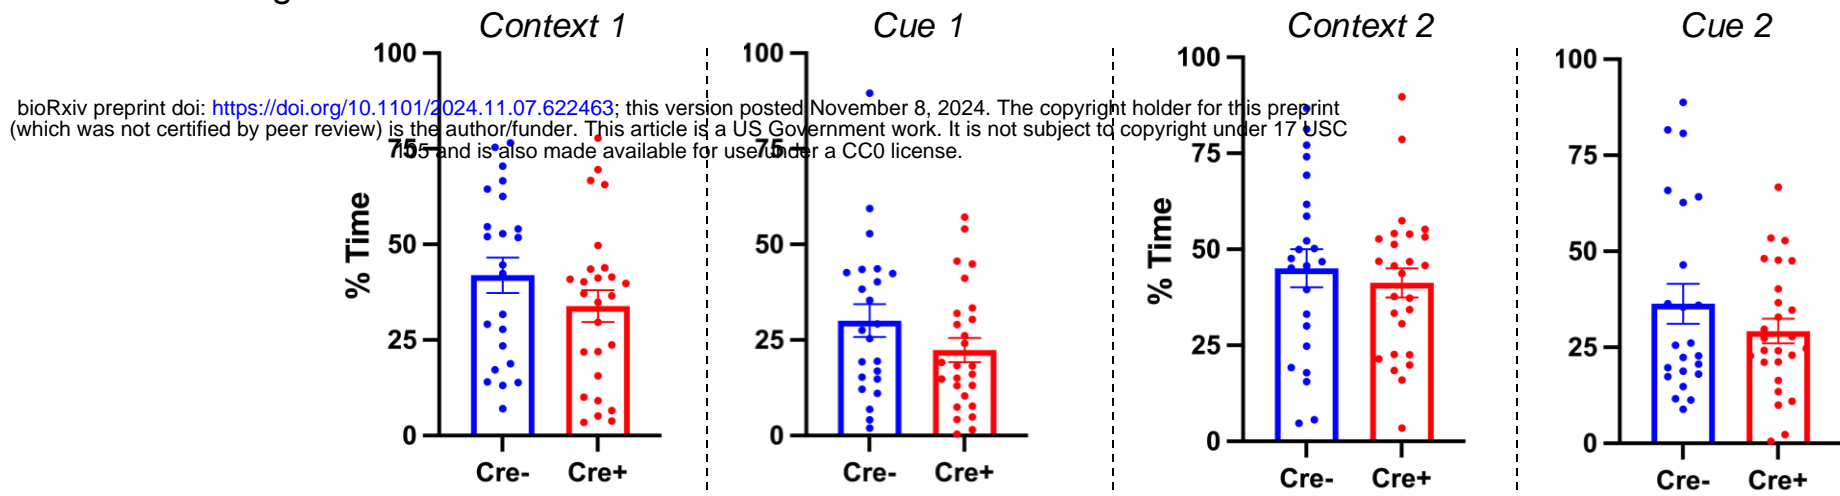 Context 1 Cue 1 Context 2 Cue 2
100 100 100 100
bioRxiv preprint doi: https://doi.org/10.1101/2024.11.07.622463; this version posted November 8, 2024. The copyright holder for this preprint
(which was not certified by peer review) is the author/funder. This article is a US Government work. It is not subject to copyright under 17 USC
105 and is also made available for use under a CC0 license.
75 75 75 75
% Time % Time
50 50 50 50
25 25 25 25
0 0 0 0
Cre- Cre+ Cre- Cre+ Cre- Cre+ Cre- Cre+